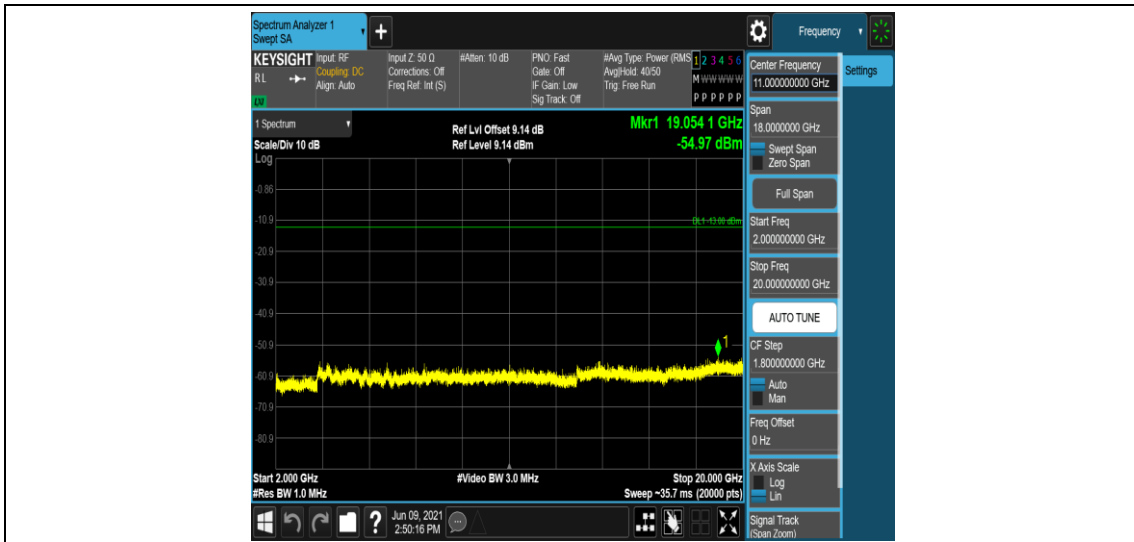 Spectrum Analyzer 1
Swept SA
Frequency
KEYSIGHT
R L
LXI
Input: RF
Coupling: DC
Align: Auto
Input Z: 50 Ω
Corrections: Off
Freq Ref: Int (S)
#Atten: 10 dB
PNO: Fast
Gate: Off
IF Gain: Low
Sig Track: Off
#Avg Type: Power (RMS
Avg|Hold: 40/50
Trig: Free Run
1 2 3 4 5 6
M W W W W W
P P P P P P
1 Spectrum
Scale/Div 10 dB
Log
Ref Lvl Offset 9.14 dB
Ref Level 9.14 dBm
Mkr1 19.054 1 GHz
-54.97 dBm
-0.86
-10.9
DL1 -13.00 dBm
-20.9
-30.9
-40.9
-50.9
1
-60.9
-70.9
-80.9
Start 2.000 GHz
#Res BW 1.0 MHz
#Video BW 3.0 MHz
Stop 20.000 GHz
Sweep ~35.7 ms (20000 pts)
Jun 09, 2021
2:50:16 PM
Center Frequency
11.000000000 GHz
Settings
Span
18.0000000 GHz
Swept Span
Zero Span
Full Span
Start Freq
2.000000000 GHz
Stop Freq
20.000000000 GHz
AUTO TUNE
CF Step
1.800000000 GHz
Auto
Man
Freq Offset
0 Hz
X Axis Scale
Log
Lin
Signal Track
(Span Zoom)